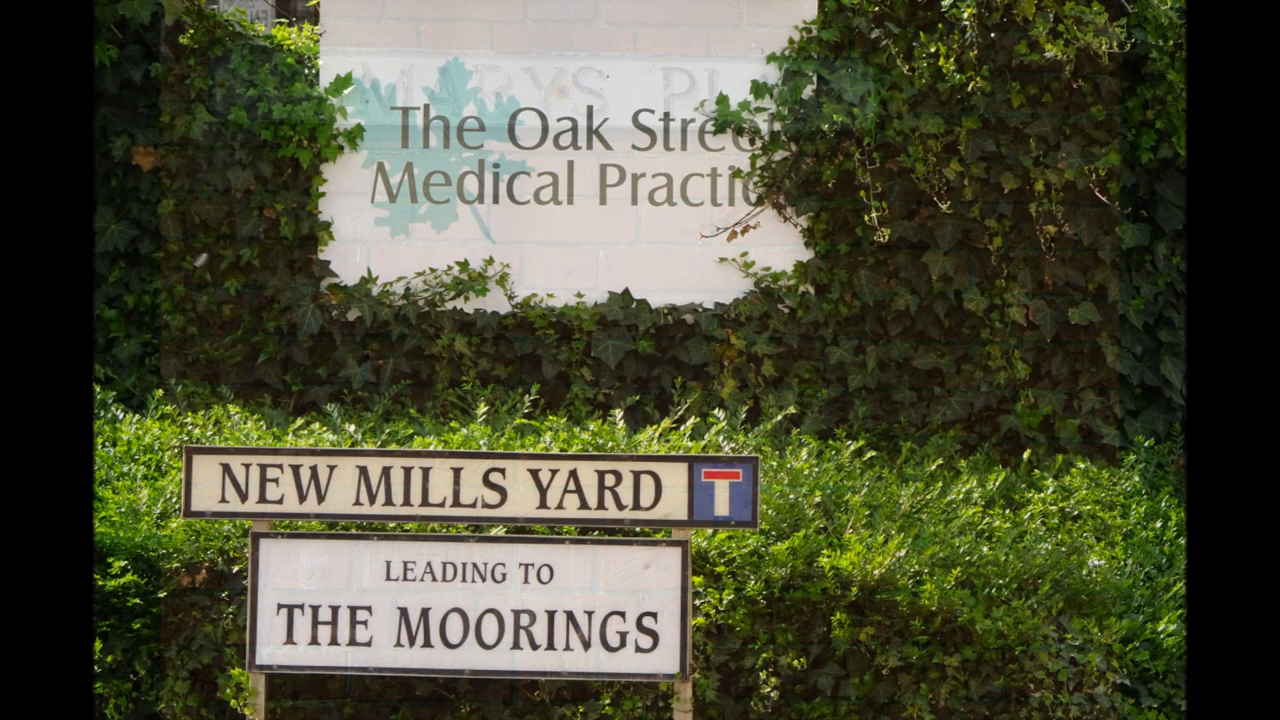 The Oak Stree
Medical Practic
NEW MILLS YARD
LEADING TO
THE MOORINGS